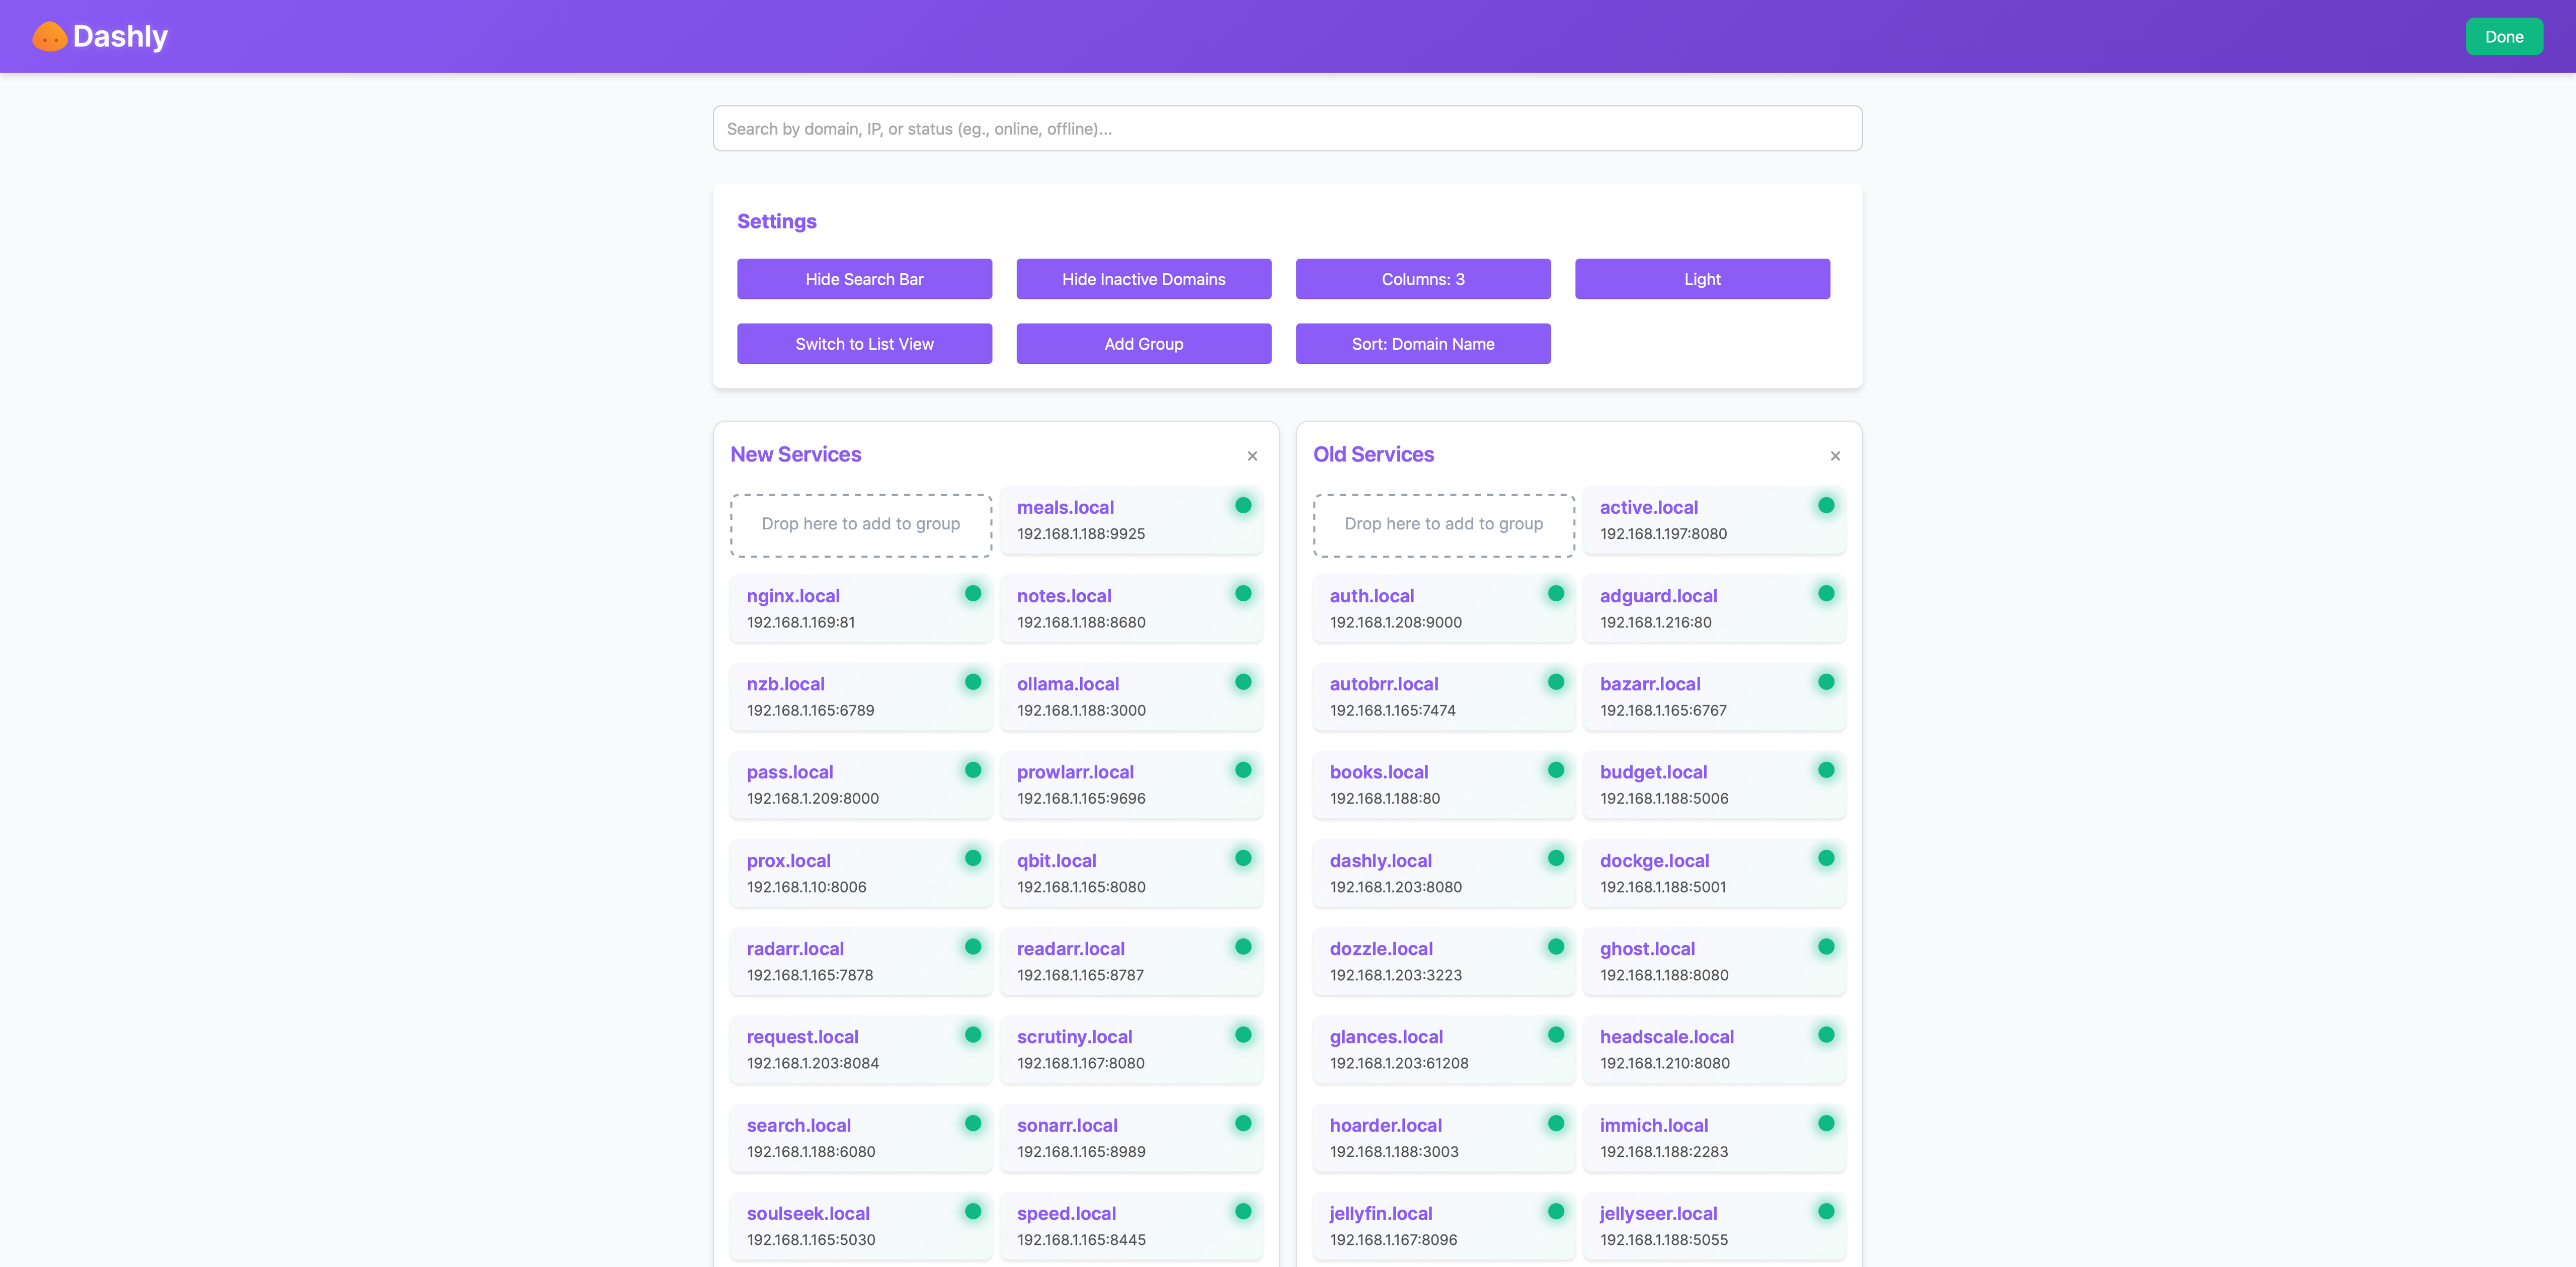 Dashly
Done
Search by domain, IP, or status (eg., online, offline)...
Settings
Hide Search Bar
Hide Inactive Domains
Columns: 3
Light
Switch to List View
Add Group
Sort: Domain Name
New Services
×
Drop here to add to group
meals.local
192.168.1.188:9925
nginx.local
192.168.1.169:81
notes.local
192.168.1.188:8680
nzb.local
192.168.1.165:6789
ollama.local
192.168.1.188:3000
pass.local
192.168.1.209:8000
prowlarr.local
192.168.1.165:9696
prox.local
192.168.1.10:8006
qbit.local
192.168.1.165:8080
radarr.local
192.168.1.165:7878
readarr.local
192.168.1.165:8787
request.local
192.168.1.203:8084
scrutiny.local
192.168.1.167:8080
search.local
192.168.1.188:6080
sonarr.local
192.168.1.165:8989
soulseek.local
192.168.1.165:5030
speed.local
192.168.1.165:8445
Old Services
×
Drop here to add to group
active.local
192.168.1.197:8080
auth.local
192.168.1.208:9000
adguard.local
192.168.1.216:80
autobrr.local
192.168.1.165:7474
bazarr.local
192.168.1.165:6767
books.local
192.168.1.188:80
budget.local
192.168.1.188:5006
dashly.local
192.168.1.203:8080
dockge.local
192.168.1.188:5001
dozzle.local
192.168.1.203:3223
ghost.local
192.168.1.188:8080
glances.local
192.168.1.203:61208
headscale.local
192.168.1.210:8080
hoarder.local
192.168.1.188:3003
immich.local
192.168.1.188:2283
jellyfin.local
192.168.1.167:8096
jellyseer.local
192.168.1.188:5055